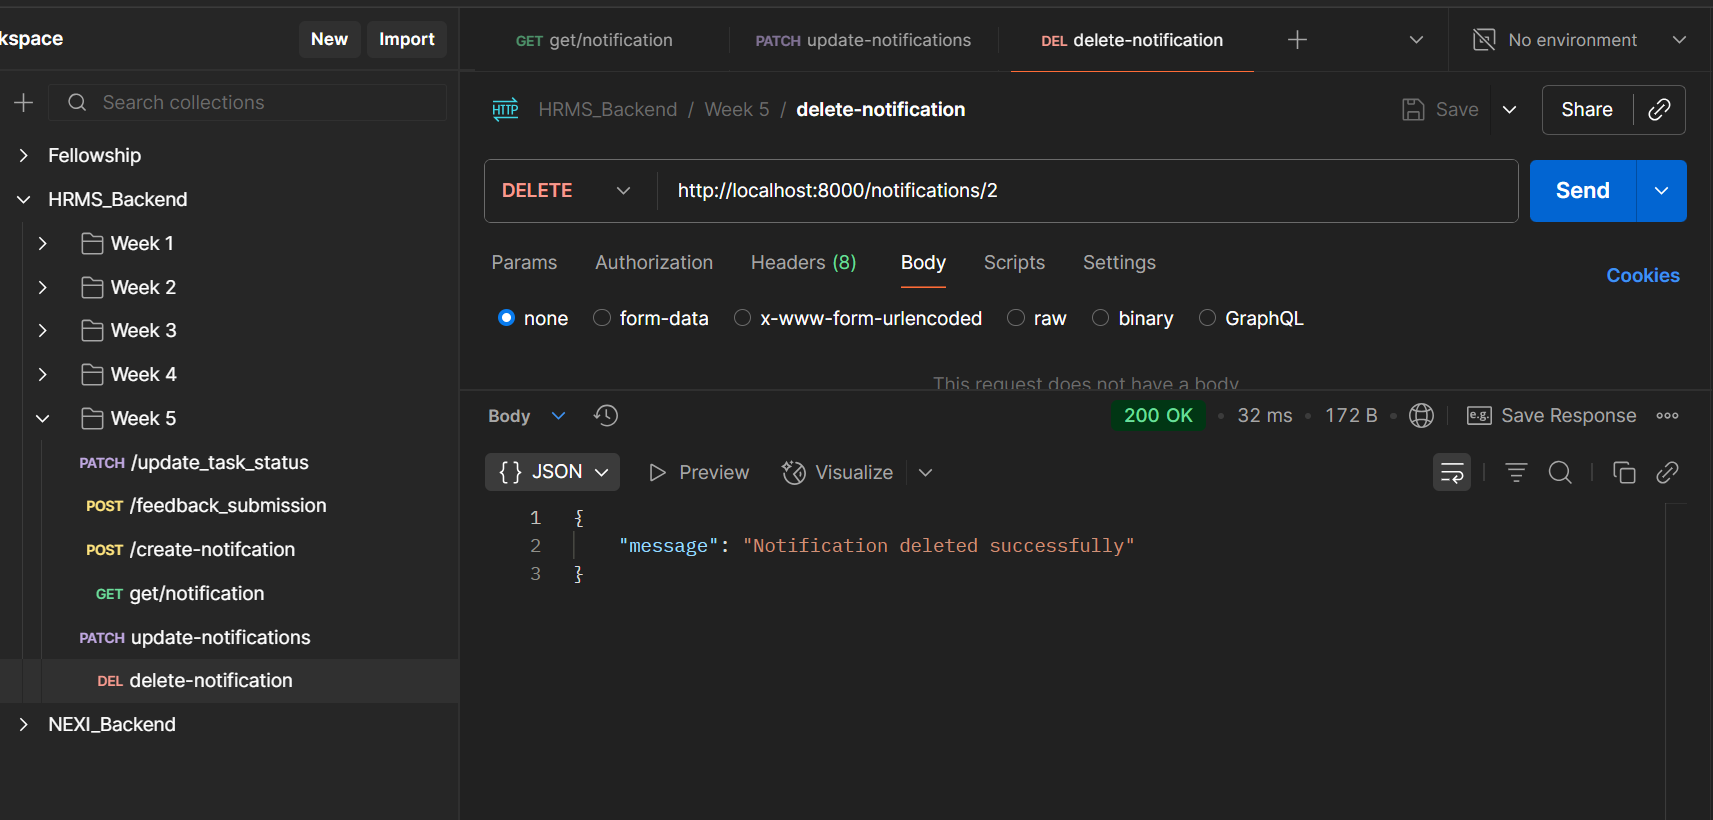 kspace
New
Import
GET get/notification
PATCH update-notifications
DEL delete-notification
No environment
Search collections
HTTP
HRMS_Backend / Week 5 / delete-notification
Save
Share
Fellowship
HRMS_Backend
Week 1
Week 2
Week 3
Week 4
Week 5
PATCH /update_task_status
POST /feedback_submission
POST /create-notifcation
GET get/notification
PATCH update-notifications
DEL delete-notification
NEXI_Backend
DELETE
http://localhost:8000/notifications/2
Send
Params
Authorization
Headers (8)
Body
Scripts
Settings
Cookies
none
form-data
x-www-form-urlencoded
raw
binary
GraphQL
This request does not have a body
Body
200 OK
32 ms
172 B
e.g.
Save Response
{} JSON
Preview
Visualize
1 {
2 "message": "Notification deleted successfully"
3 }